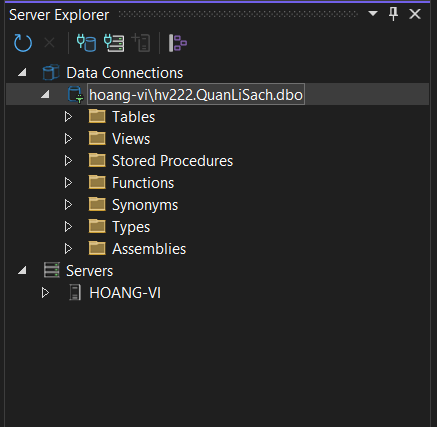 Server Explorer
Data Connections
hoang-vi\hv222.QuanLiSach.dbo
Tables
Views
Stored Procedures
Functions
Synonyms
Types
Assemblies
Servers
HOANG-VI